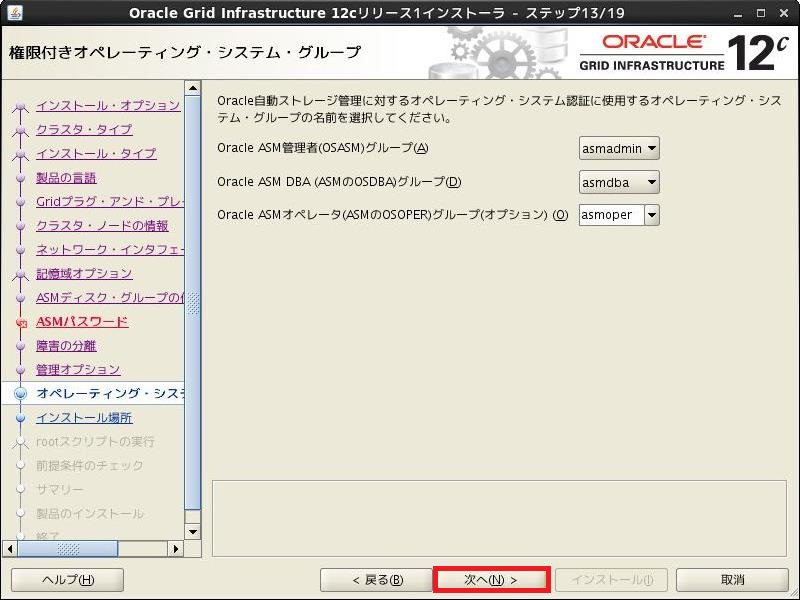 Oracle Grid Infrastructure 12cリリース1インストーラ - ステップ13/19
権限付きオペレーティング・システム・グループ
ORACLE
GRID INFRASTRUCTURE 12c
インストール・オプション
クラスタ・タイプ
インストール・タイプ
製品の言語
Gridプラグ・アンド・プレ
クラスタ・ノードの情報
ネットワーク・インタフェー
記憶域オプション
ASMディスク・グループの
ASMパスワード
障害の分離
管理オプション
オペレーティング・シス
インストール場所
rootスクリプトの実行
前提条件のチェック
サマリー
製品のインストール
終了
Oracle自動ストレージ管理に対するオペレーティング・システム認証に使用するオペレーティング・シス
テム・グループの名前を選択してください。
Oracle ASM管理者(OSASM)グループ(A) asmadmin
Oracle ASM DBA (ASMのOSDBA)グループ(D) asmdba
Oracle ASMオペレータ(ASMのOSOPER)グループ(オプション) (O) asmoper
ヘルプ(H) < 戻る(B) 次へ(N) > インストール(I) 取消